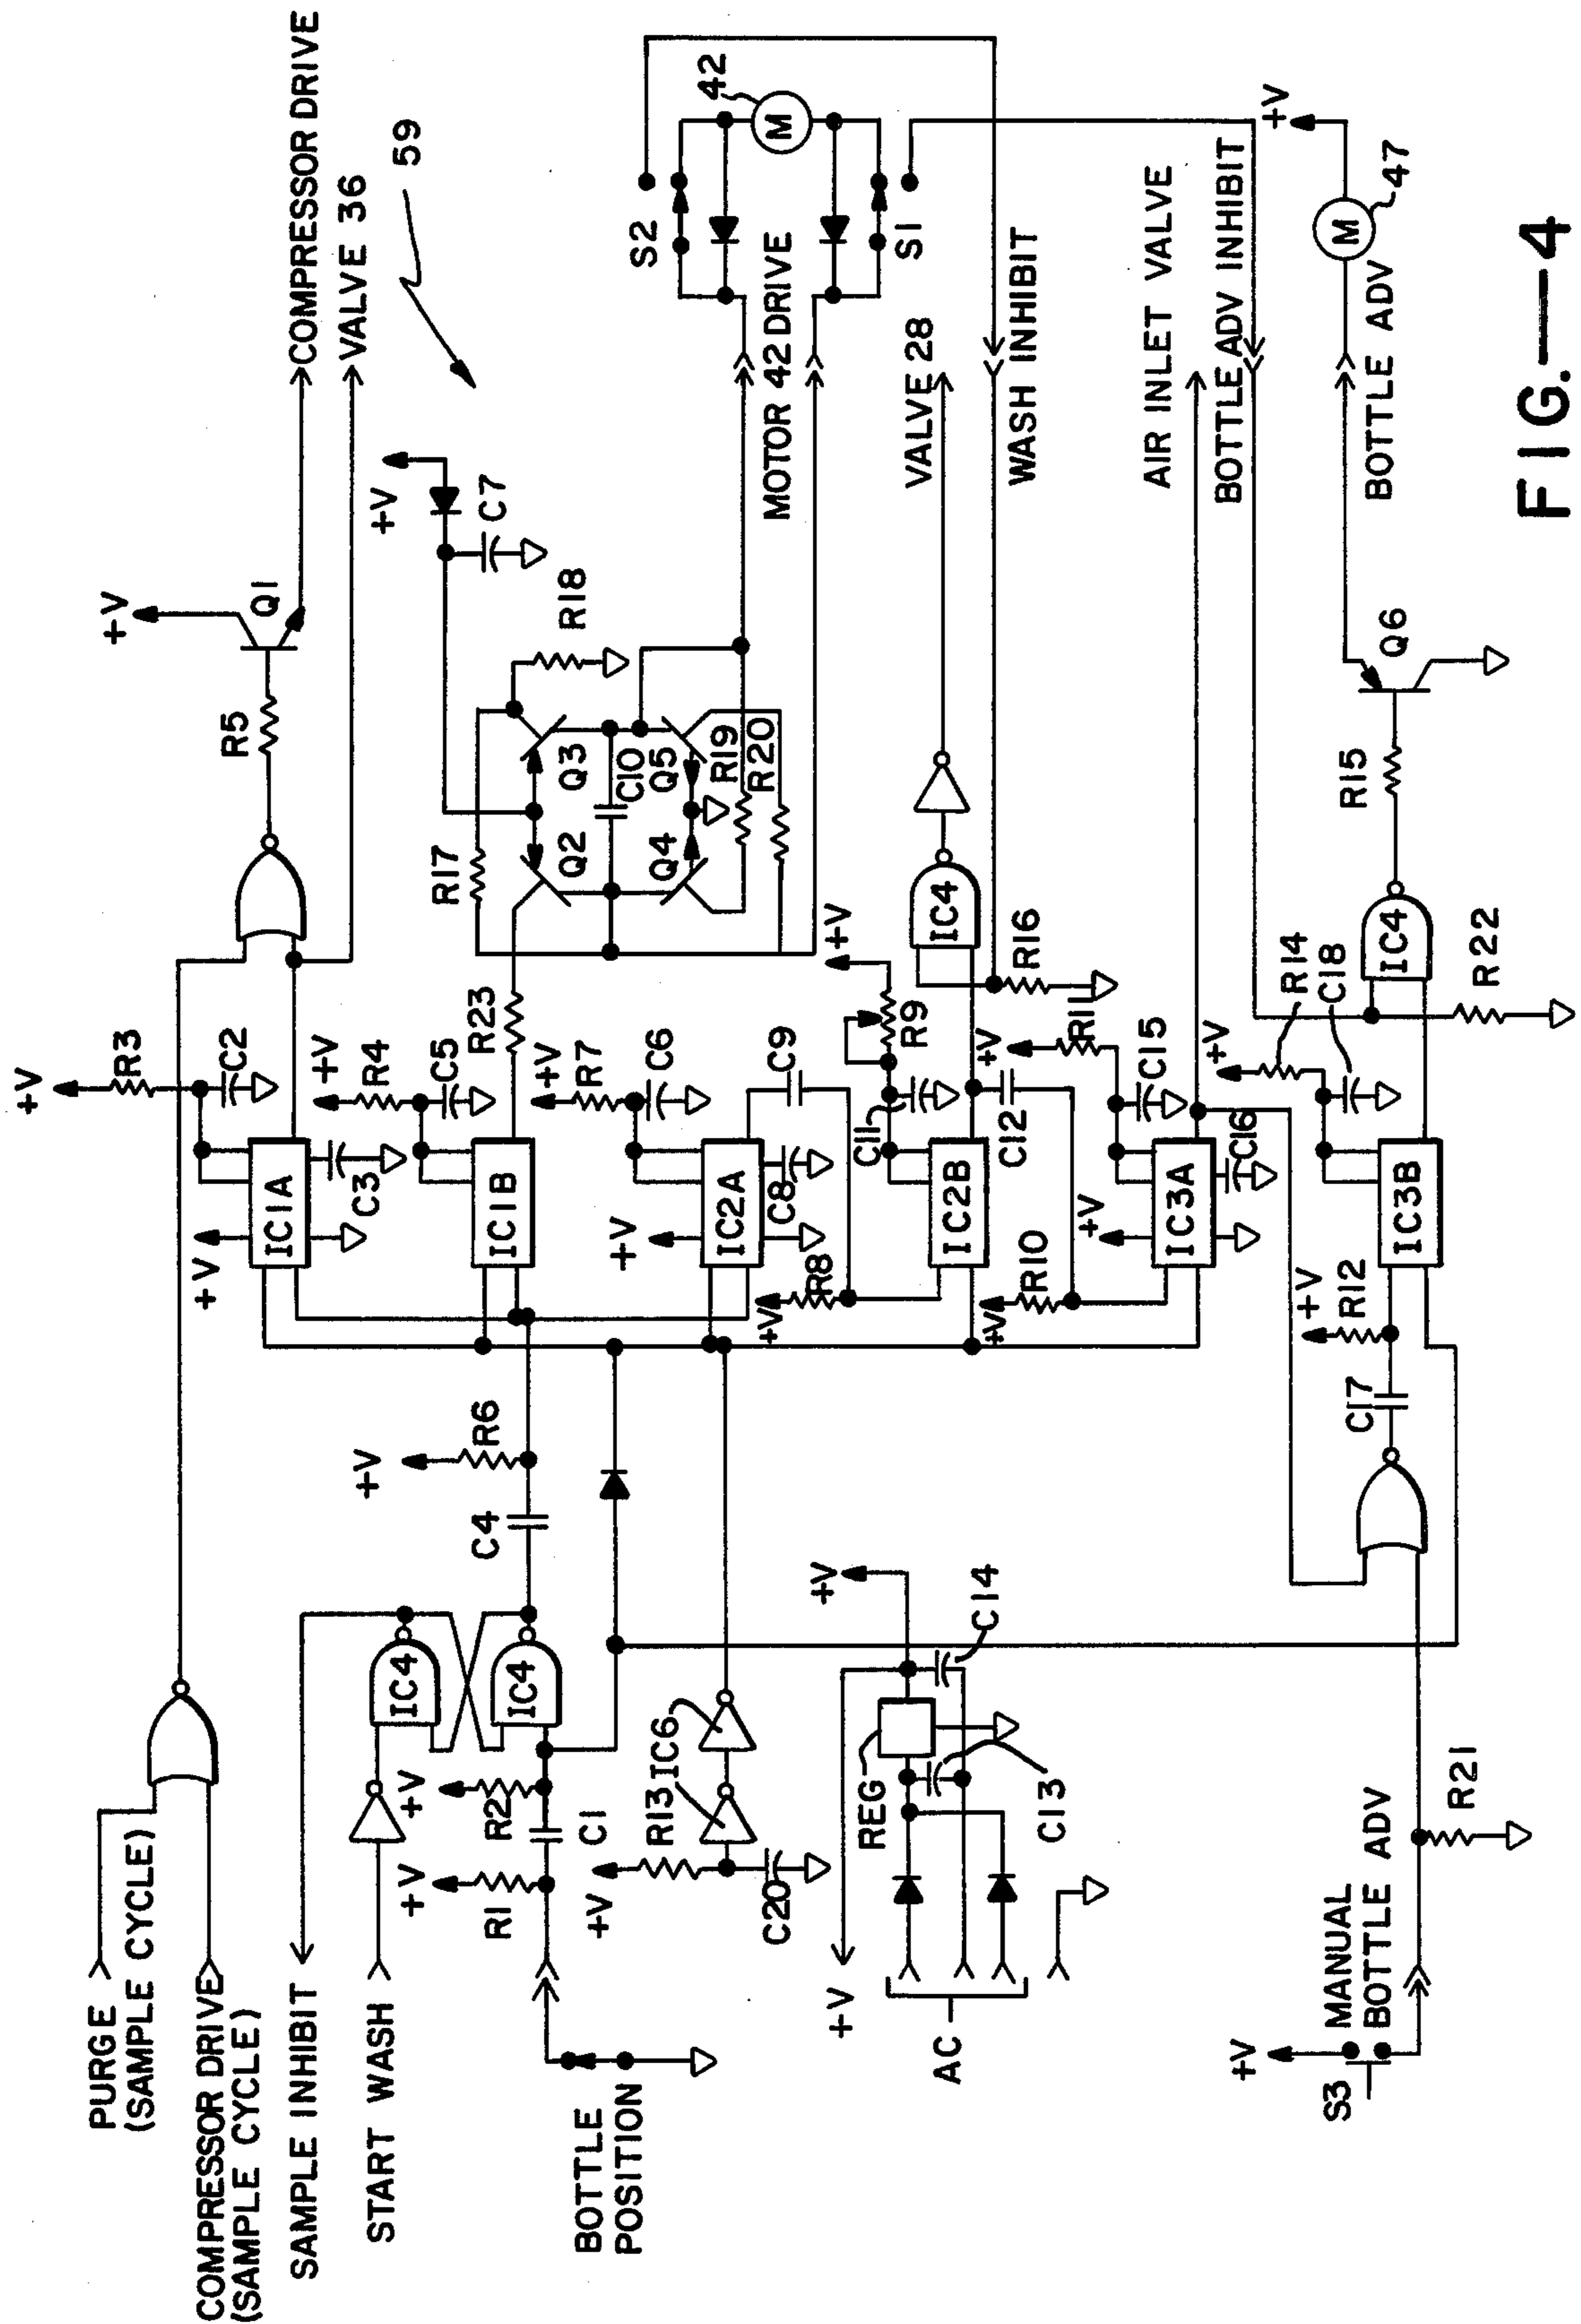 PURGE
(SAMPLE CYCLE)
COMPRESSOR DRIVE
(SAMPLE CYCLE)
SAMPLE INHIBIT
START WASH
BOTTLE
POSITION
+V
R1
+V
R2
C1
IC4
IC4
+V
R13
IC6
C20
+V
R6
C4
+V
AC
REG
C13
C14
+V
+V
S3
MANUAL
BOTTLE ADV
R21
+V
R3
C2
+V
IC1A
C3
+V
R4
C5
IC1B
R23
+V
R7
C6
+V
IC2A
C8
C9
+V
R8
+V
R9
C11
IC2B
C12
+V
R10
+V
R11
C15
+V
IC3A
C16
+V
R12
C17
IC3B
+V
R14
C18
IC4
R16
IC4
R22
R5
+V
Q1
COMPRESSOR DRIVE
VALVE 36
59
+V
C7
R17
R18
Q2
Q3
C10
Q4
Q5
R19
R20
MOTOR 42 DRIVE
S2
S1
M
42
VALVE 28
WASH INHIBIT
AIR INLET VALVE
BOTTLE ADV INHIBIT
R15
Q6
BOTTLE ADV
M
47
+V
FIG.—4